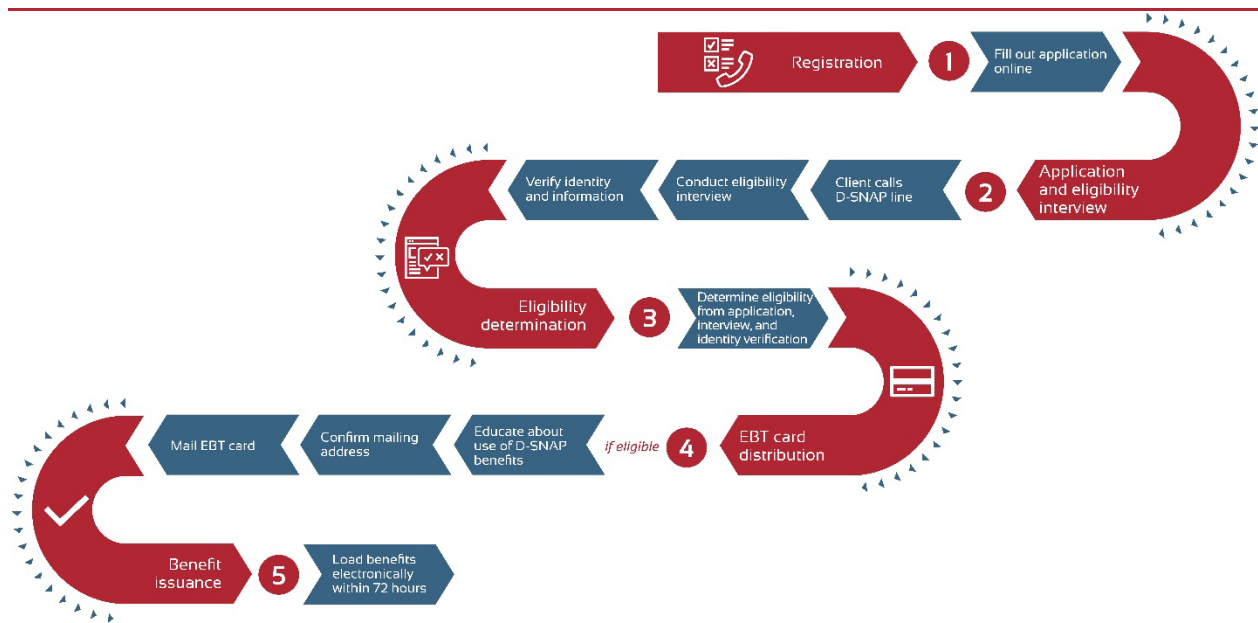 Registration
1
Fill out application
online
Application
and eligibility
interview
2
Client calls
D-SNAP line
Conduct eligibility
interview
Verify identity
and information
Eligibility
determination
3
Determine eligibility
from application,
interview, and
identity verification
EBT card
distribution
4
if eligible
Educate about
use of D-SNAP
benefits
Confirm mailing
address
Mail EBT card
Benefit
issuance
5
Load benefits
electronically
within 72 hours